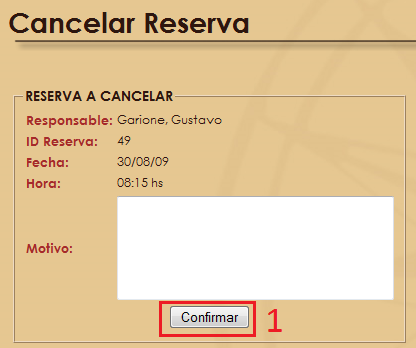 Cancelar Reserva
RESERVA A CANCELAR
Responsable: Garione, Gustavo
ID Reserva: 49
Fecha: 30/08/09
Hora: 08:15 hs
Motivo:
Confirmar 1